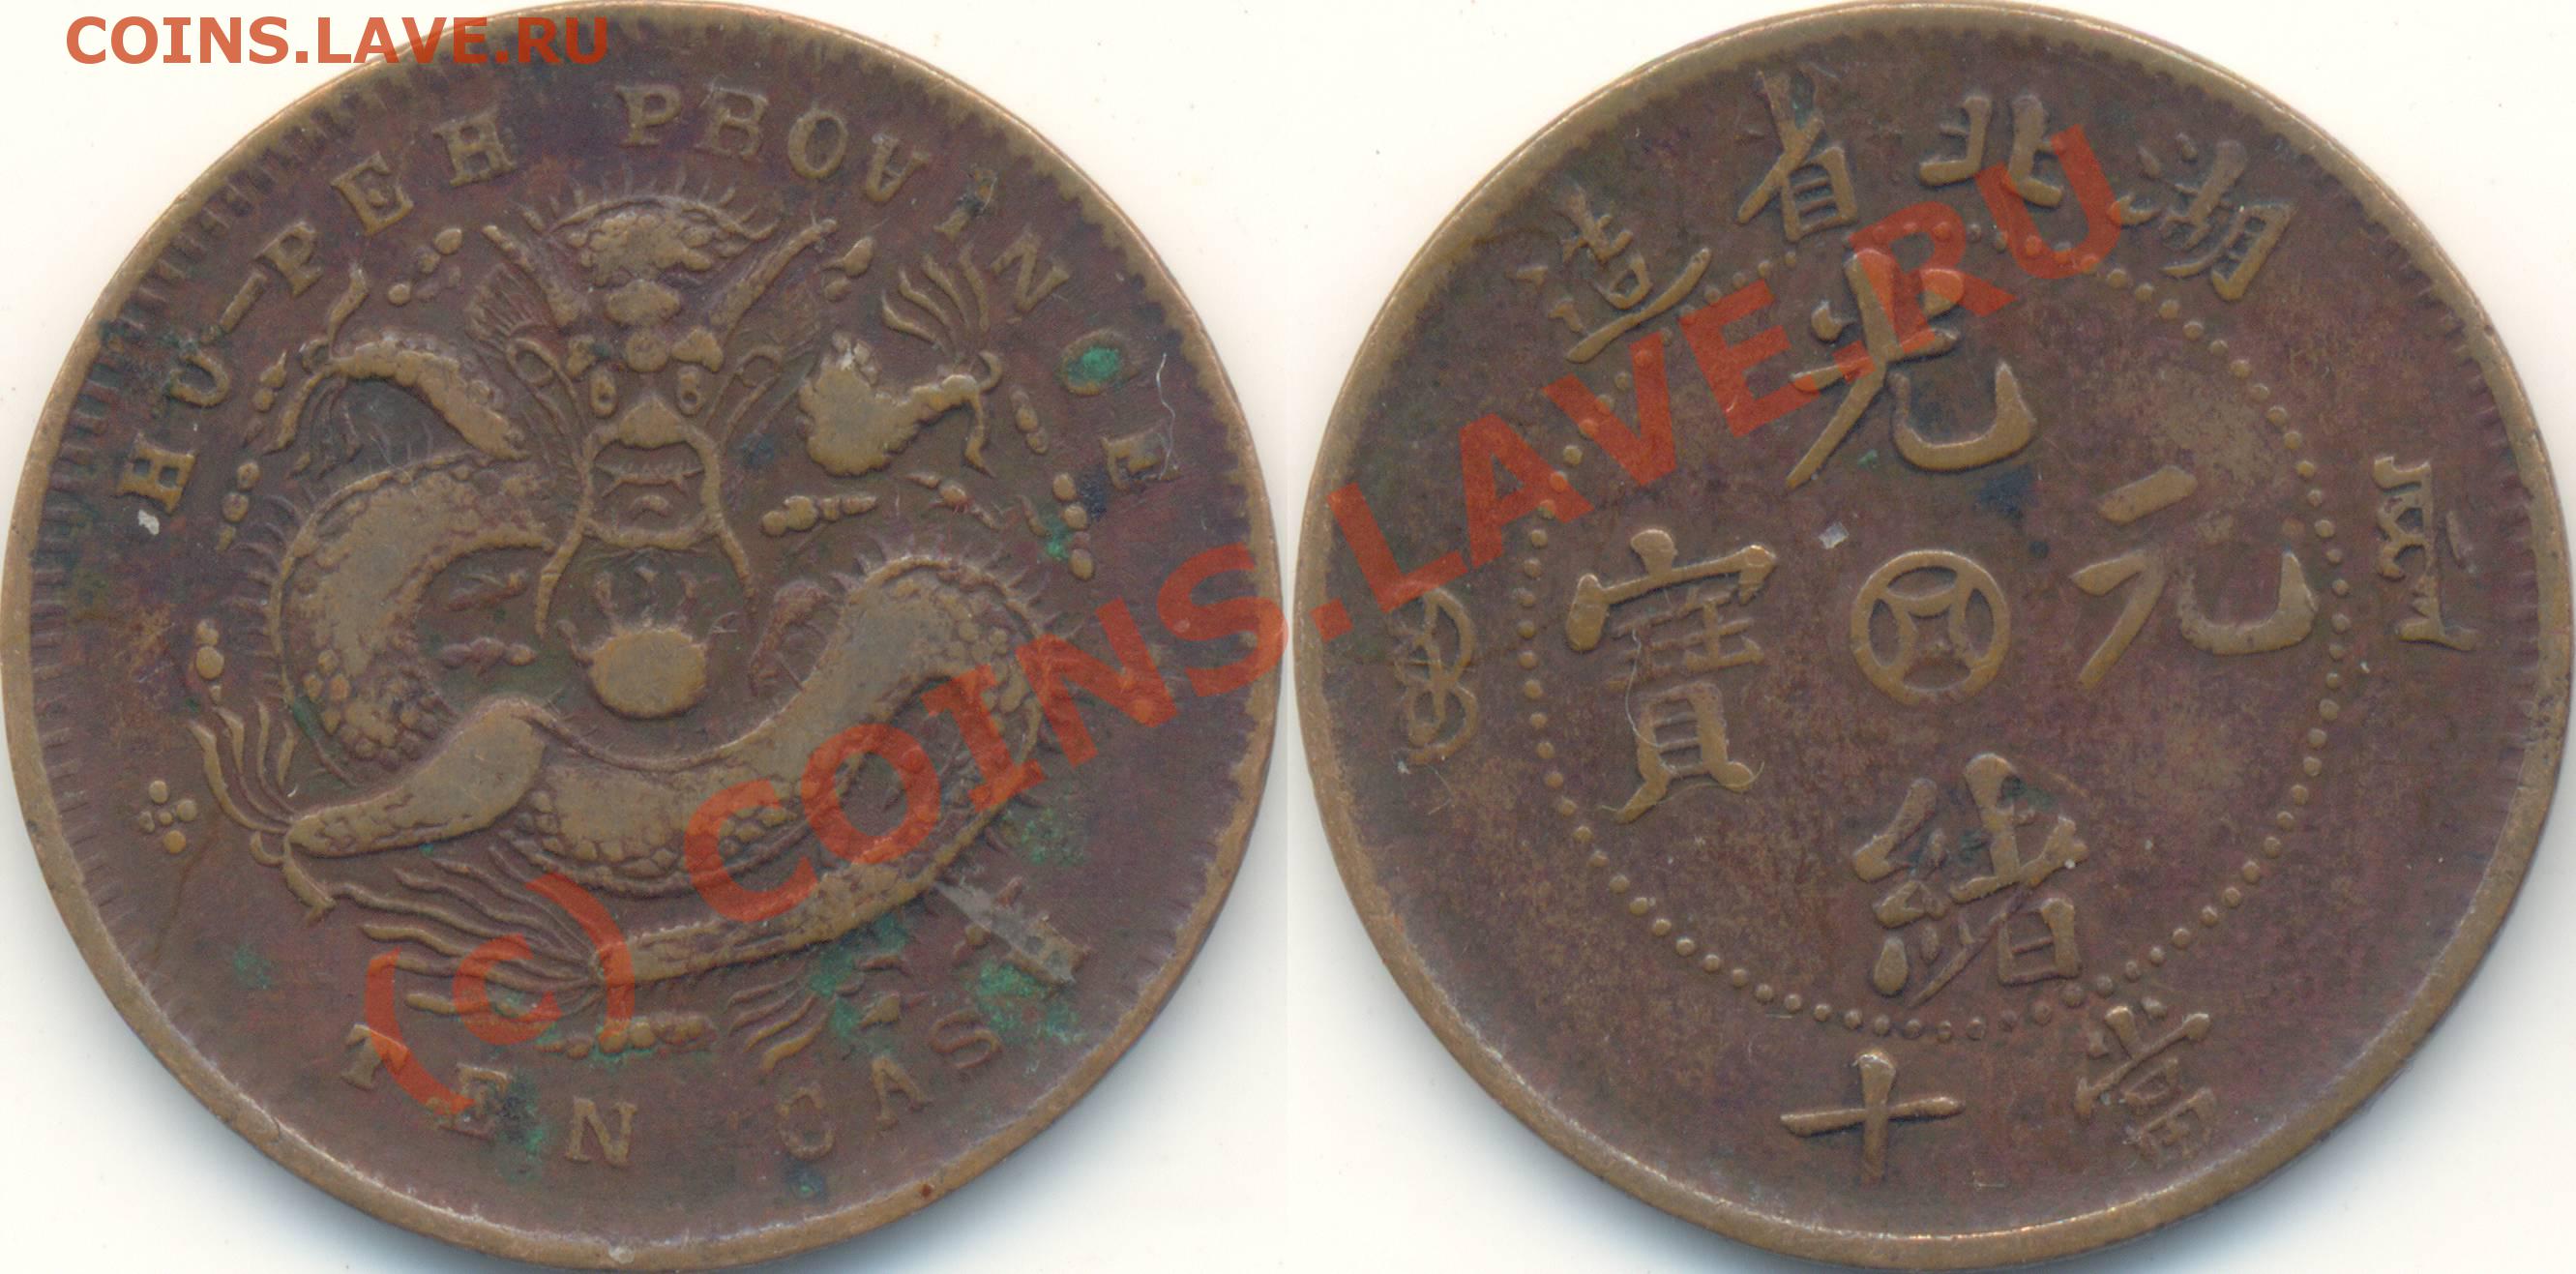 COINS.LAVE.RU
HU-PEH PROVINCE
TEN CAS
湖北省造
光緒元寶
當十
(c) COINS.LAVE.RU